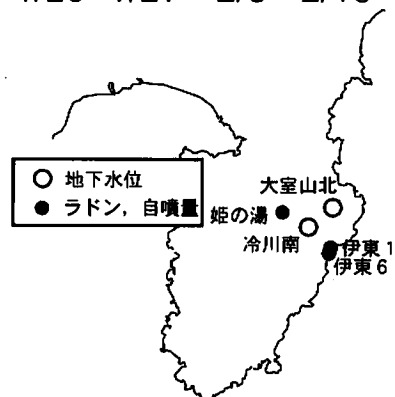 地下水位
ラドン, 自噴量
大室山北
姫の湯
冷川南
伊東 1
伊東 6